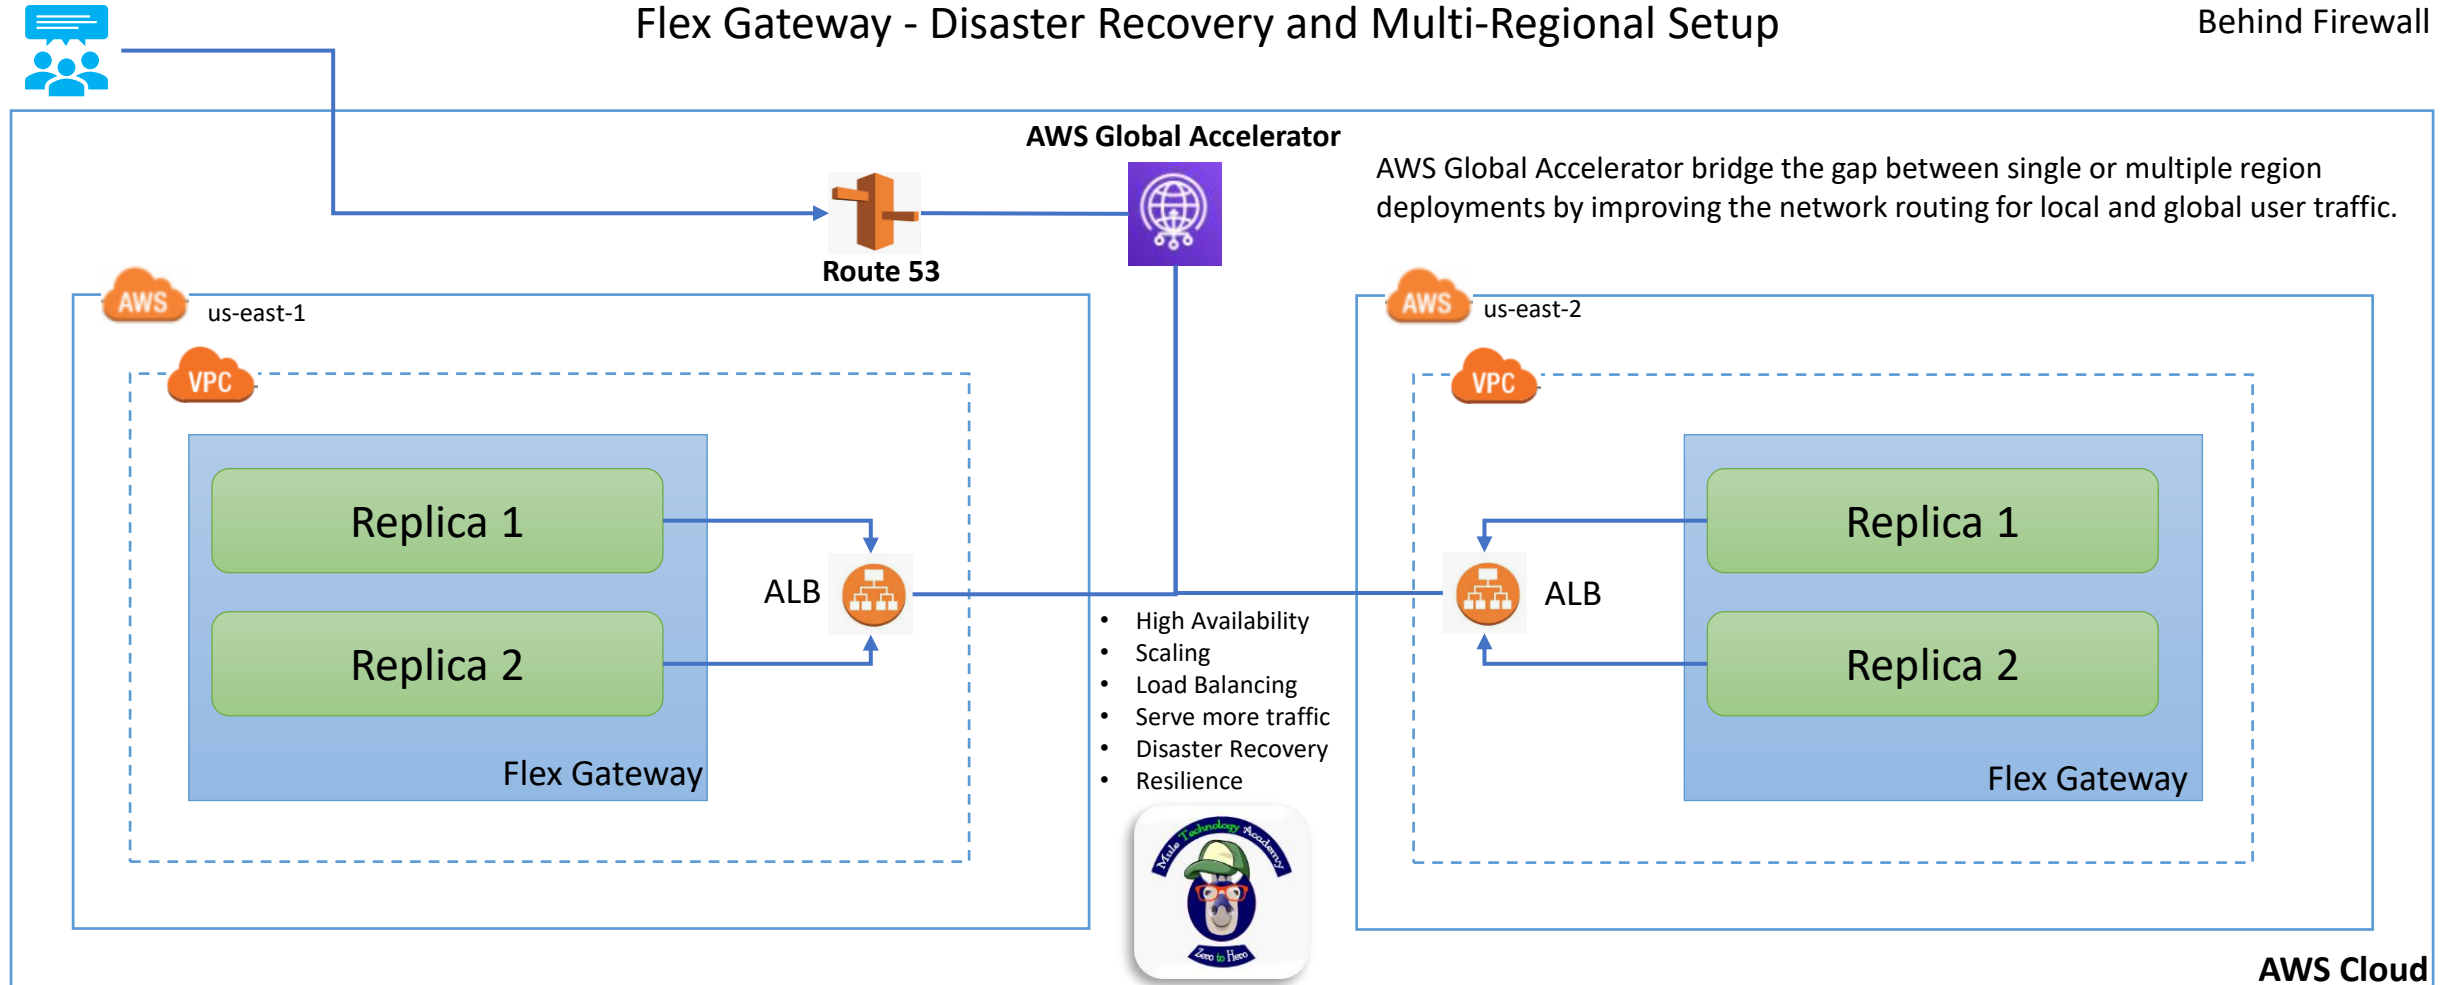 Flex Gateway - Disaster Recovery and Multi-Regional Setup
Behind Firewall
AWS Global Accelerator
AWS Global Accelerator bridge the gap between single or multiple region
deployments by improving the network routing for local and global user traffic.
Route 53
AWS
us-east-1
VPC
Replica 1
Replica 2
Flex Gateway
ALB
• High Availability
• Scaling
• Load Balancing
• Serve more traffic
• Disaster Recovery
• Resilience
Mule Technology Academy
Zero to Hero
AWS
us-east-2
VPC
ALB
Replica 1
Replica 2
Flex Gateway
AWS Cloud